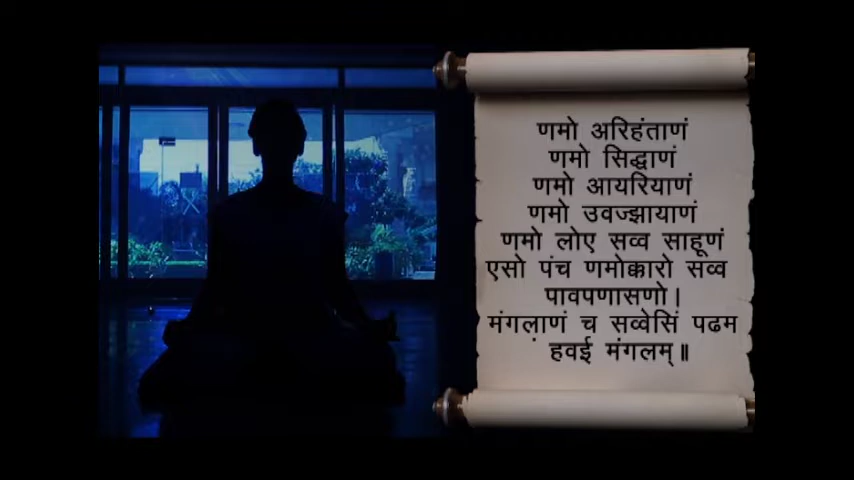 णमो अरिहंताणं
णमो सिद्धाणं
णमो आयरियाणं
णमो उवज्झायाणं
णमो लोए सव्व साहूणं
एसो पंच णमोक्कारो सव्व
पावपणासणो।
मंगलाणं च सव्वेसिं पढम
हवई मंगलम्॥